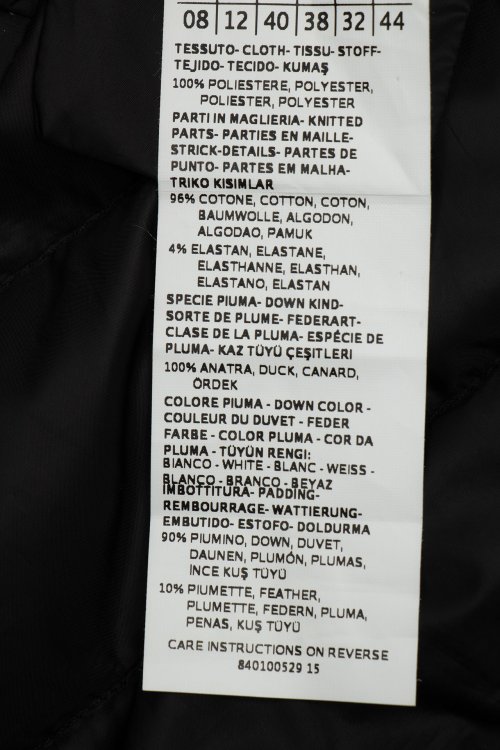 08 12 40 38 32 44
TESSUTO- CLOTH- TISSU- STOFF-
TEJIDO- TECIDO- KUMAŞ
100% POLIESTERE, POLYESTER,
POLIESTER, POLYESTER
PARTI IN MAGLIERIA- KNITTED
PARTS- PARTIES EN MAILLE-
STRICK-DETAILS- PARTES DE
PUNTO- PARTES EM MALHA-
TRIKO KISIMLAR
96% COTONE, COTTON, COTON,
BAUMWOLLE, ALGODON,
ALGODAO, PAMUK
4% ELASTAN, ELASTANE,
ELASTHANNE, ELASTHAN,
ELASTANO, ELASTAN
SPECIE PIUMA- DOWN KIND-
SORTE DE PLUME- FEDERART-
CLASE DE LA PLUMA- ESPÉCIE DE
PLUMA- KAZ TÜYÜ ÇEŞITLERI
100% ANATRA, DUCK, CANARD,
ÖRDEK
COLORE PIUMA - DOWN COLOR -
COULEUR DU DUVET - FEDER
FARBE - COLOR PLUMA - COR DA
PLUMA - TÜYÜN RENGI:
BIANCO - WHITE - BLANC - WEISS -
BLANCO - BRANCO - BEYAZ
IMBOTTITURA- PADDING-
REMBOURRAGE- WATTIERUNG-
EMBUTIDO- ESTOFO- DOLDURMA
90% PIUMINO, DOWN, DUVET,
DAUNEN, PLUMÓN, PLUMAS,
İNCE KUŞ TÜYÜ
10% PIUMETTE, FEATHER,
PLUMETTE, FEDERN, PLUMA,
PENAS, KUŞ TÜYÜ
CARE INSTRUCTIONS ON REVERSE
840100529 15